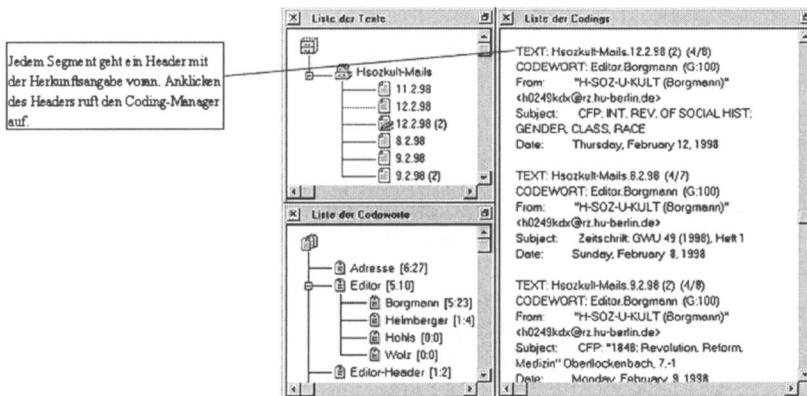 Jedem Segment geht ein Header mit
der Herkunftsangabe voran. Anklicken
des Headers ruft den Coding-Manager
auf.
Liste der Texte
Hsozkult-Mails
11.2.98
12.2.98
12.2.98 (2)
8.2.98
9.2.98
9.2.98 (2)
Liste der Codeworte
Adresse [6:27]
Editor [5:10]
Borgmann [5:23]
Helmberger [1:4]
Hohls [0:0]
Wolz [0:0]
Editor-Header [1:2]
Liste der Codings
TEXT: Hsozkult-Mails.12.2.98 (2) (4/8)
CODEWORT: Editor.Borgmann (G:100)
From: "H-SOZ-U-KULT (Borgmann)"
<h0249kdx@rz.hu-berlin.de>
Subject: CFP: INT. REV. OF SOCIAL HIST:
GENDER, CLASS, RACE
Date: Thursday, February 12, 1998
TEXT: Hsozkult-Mails.8.2.98 (4/7)
CODEWORT: Editor.Borgmann (G:100)
From: "H-SOZ-U-KULT (Borgmann)"
<h0249kdx@rz.hu-berlin.de>
Subject: Zeitschrift: GWU 49 (1998), Heft 1
Date: Sunday, February 8, 1998
TEXT: Hsozkult-Mails.9.2.98 (2) (4/8)
CODEWORT: Editor.Borgmann (G:100)
From: "H-SOZ-U-KULT (Borgmann)"
<h0249kdx@rz.hu-berlin.de>
Subject: CFP: "1848: Revolution, Reform,
Medizin" Oberflockenbach, 7.-1
Date: Monday, February 9, 1998